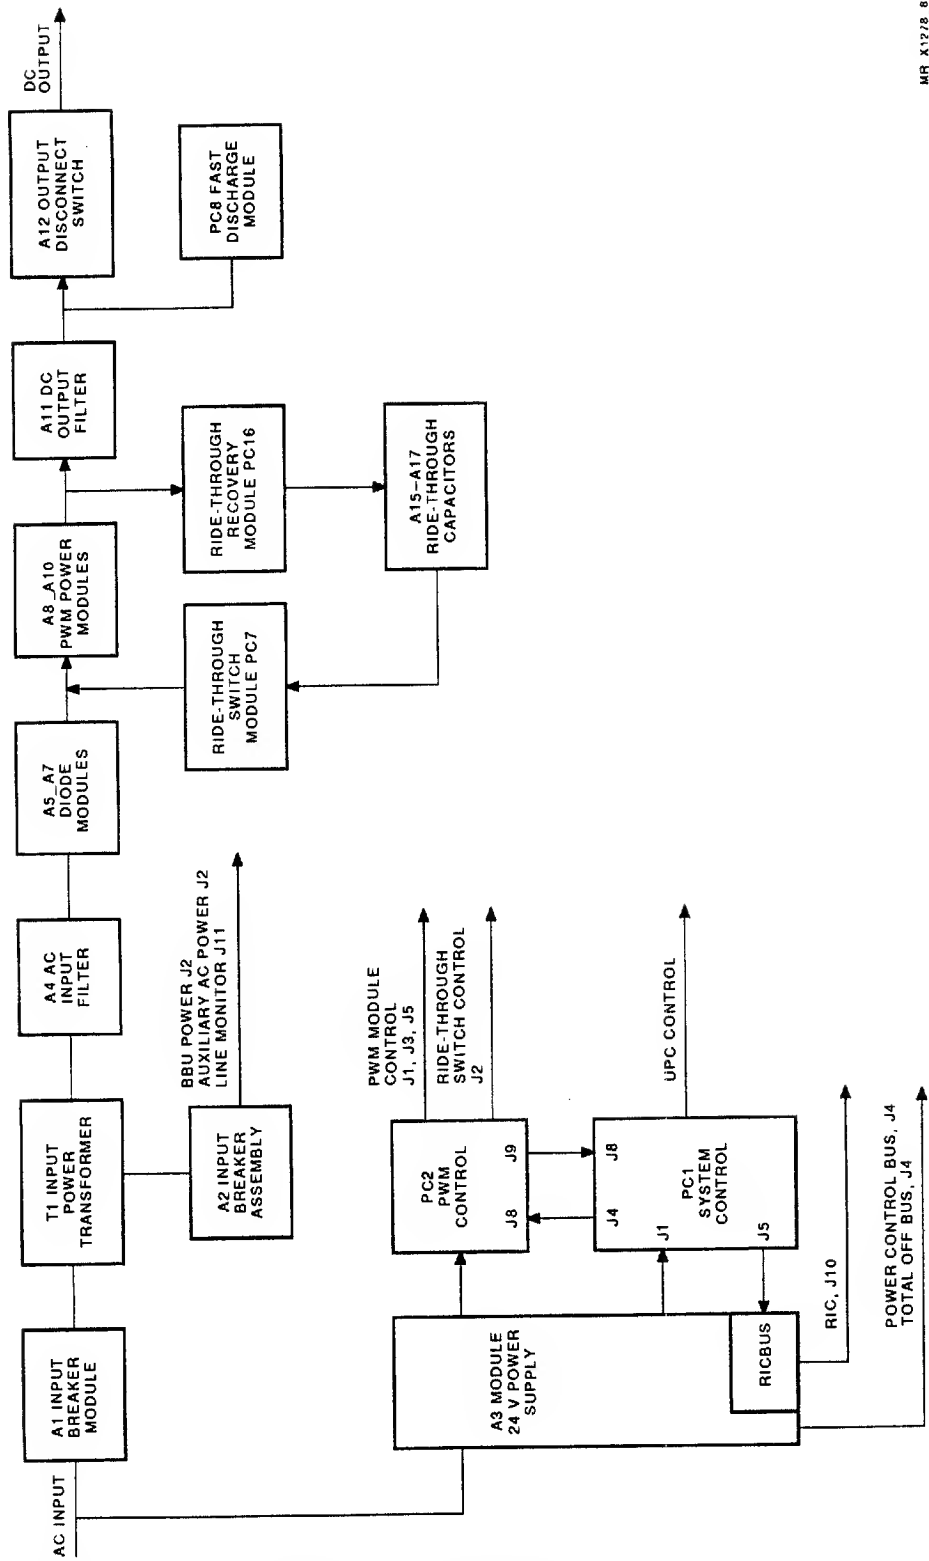 AC INPUT
A1 INPUT
BREAKER
MODULE
T1 INPUT
POWER
TRANSFORMER
A4 AC
INPUT
FILTER
A5_A7
DIODE
MODULES
A8_A10
PWM POWER
MODULES
A11 DC
OUTPUT
FILTER
A12 OUTPUT
DISCONNECT
SWITCH
DC
OUTPUT
A2 INPUT
BREAKER
ASSEMBLY
BBU POWER J2
AUXILIARY AC POWER J2
LINE MONITOR J11
RIDE-THROUGH
SWITCH
MODULE PC7
RIDE-THROUGH
RECOVERY
MODULE PC16
PC8 FAST
DISCHARGE
MODULE
A15–A17
RIDE-THROUGH
CAPACITORS
A3 MODULE
24 V POWER
SUPPLY
RICBUS
PC2
PWM
CONTROL
J8
J9
PWM MODULE
CONTROL
J1, J3, J5
RIDE-THROUGH
SWITCH CONTROL
J2
J4
J8
J1
PC1
SYSTEM
CONTROL
J5
UPC CONTROL
RIC, J10
POWER CONTROL BUS, J4
TOTAL OFF BUS, J4
MR X1278 8